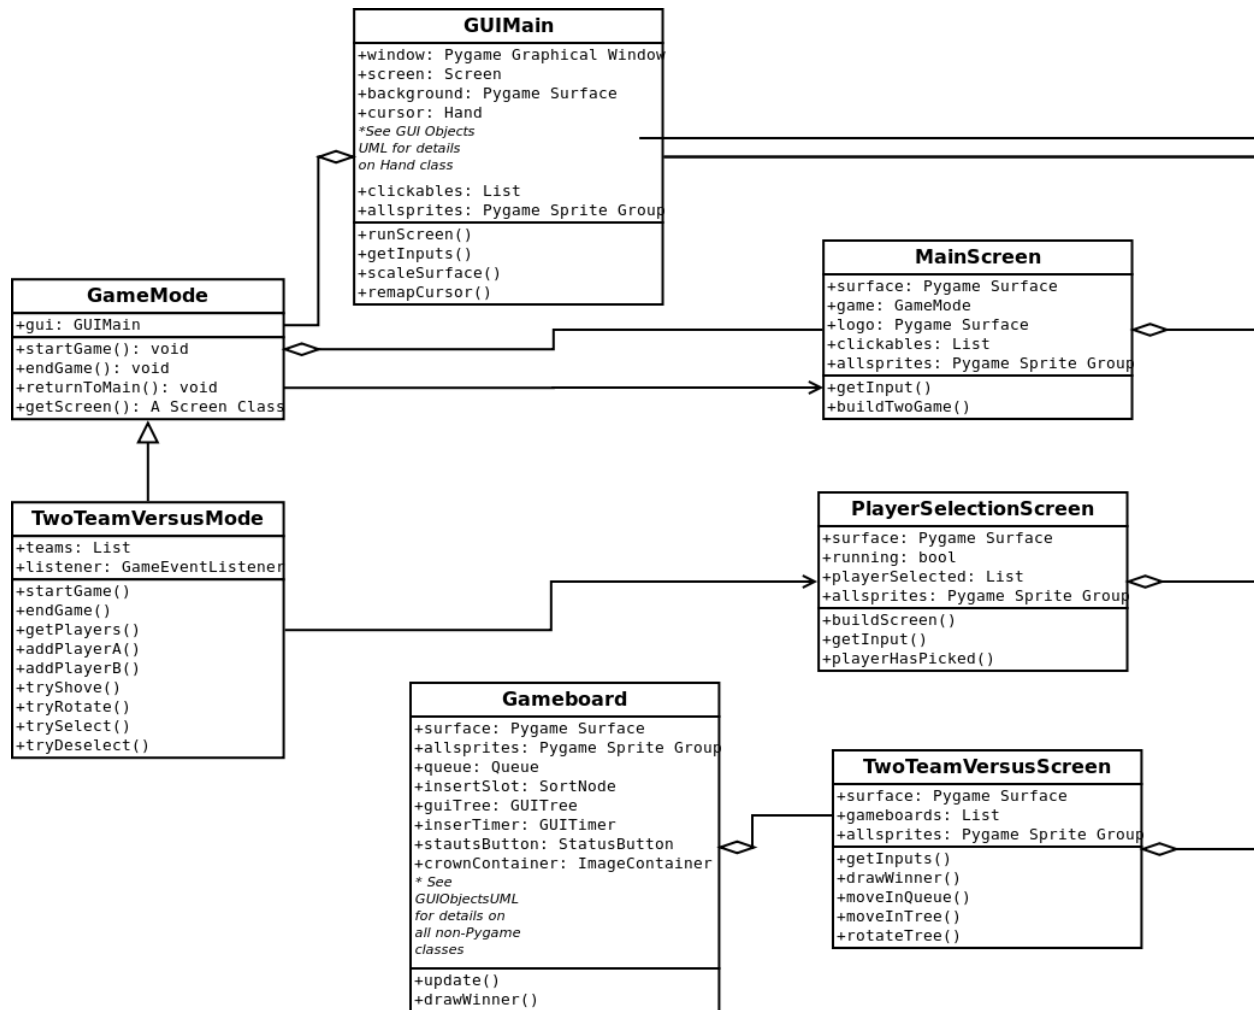 GUIMain
+window: Pygame Graphical Window
+screen: Screen
+background: Pygame Surface
+cursor: Hand
*See GUI Objects
UML for details
on Hand class
+clickables: List
+allsprites: Pygame Sprite Group
+runScreen()
+getInputs()
+scaleSurface()
+remapCursor()
GameMode
+gui: GUIMain
+startGame(): void
+endGame(): void
+returnToMain(): void
+getScreen(): A Screen Class
MainScreen
+surface: Pygame Surface
+game: GameMode
+logo: Pygame Surface
+clickables: List
+allsprites: Pygame Sprite Group
+getInput()
+buildTwoGame()
TwoTeamVersusMode
+teams: List
+listener: GameEventListener
+startGame()
+endGame()
+getPlayers()
+addPlayerA()
+addPlayerB()
+tryShove()
+tryRotate()
+trySelect()
+tryDeselect()
PlayerSelectionScreen
+surface: Pygame Surface
+running: bool
+playerSelected: List
+allsprites: Pygame Sprite Group
+buildScreen()
+getInput()
+playerHasPicked()
Gameboard
+surface: Pygame Surface
+allsprites: Pygame Sprite Group
+queue: Queue
+insertSlot: SortNode
+guiTree: GUITree
+inserTimer: GUITimer
+stautsButton: StatusButton
+crownContainer: ImageContainer
* See
GUIObjectsUML
for details on
all non-Pygame
classes
+update()
+drawWinner()
TwoTeamVersusScreen
+surface: Pygame Surface
+gameboards: List
+allsprites: Pygame Sprite Group
+getInputs()
+drawWinner()
+moveInQueue()
+moveInTree()
+rotateTree()